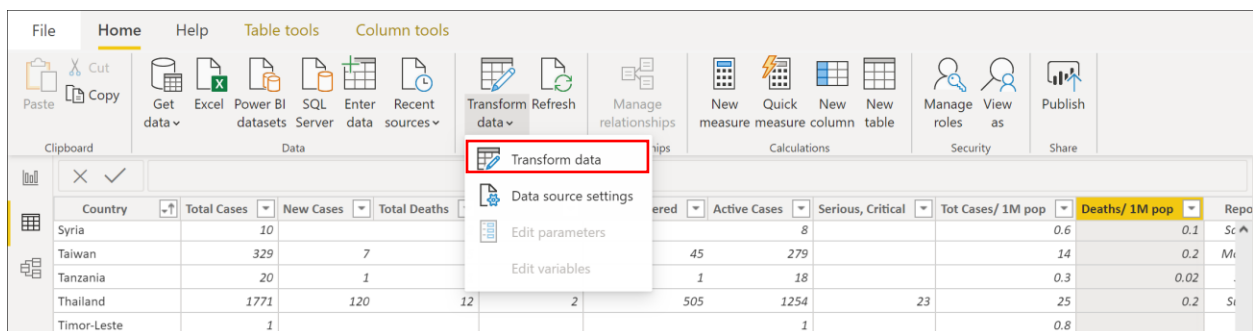 File Home Help Table tools Column tools
Paste Cut Copy Get data Excel Power BI datasets SQL Server Enter data Recent sources Transform data Refresh Manage relationships New measure Quick measure New column New table Manage roles View as Publish
Clipboard Data Calculations Security Share
Transform data
Data source settings
Edit parameters
Edit variables
Country Total Cases New Cases Total Deaths Active Cases Serious, Critical Tot Cases/ 1M pop Deaths/ 1M pop
Syria 10 8 0.6 0.1
Taiwan 329 7 45 279 14 0.2
Tanzania 20 1 1 18 0.3 0.02
Thailand 1771 120 12 2 505 1254 23 25 0.2
Timor-Leste 1 1 0.8